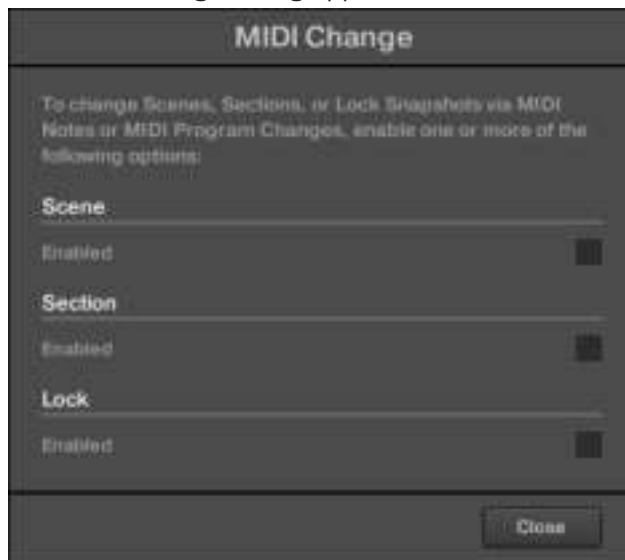 MIDI Change
To change Scenes, Sections, or Lock Snapshots via MIDI
Notes or MIDI Program Changes, enable one or more of the
following options:
Scene
Enabled
Section
Enabled
Lock
Enabled
Close